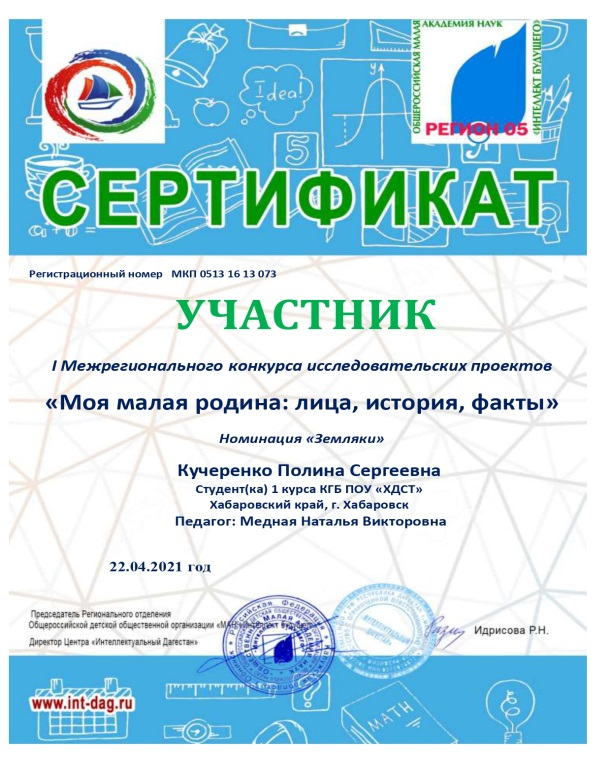 ОБЩЕРОССИЙСКАЯ МАЛАЯ
АКАДЕМИЯ НАУК
«ИНТЕЛЛЕКТ БУДУЩЕГО»
РЕГИОН 05
Idea!
5
y
x
СЕРТИФИКАТ
Регистрационный номер МКП 0513 16 13 073
УЧАСТНИК
I Межрегионального конкурса исследовательских проектов
«Моя малая родина: лица, история, факты»
Номинация «Земляки»
Кучеренко Полина Сергеевна
Студент(ка) 1 курса КГБ ПОУ «ХДСТ»
Хабаровский край, г. Хабаровск
Педагог: Медная Наталья Викторовна
22.04.2021 год
Председатель Регионального отделения
Общероссийской детской общественной организации «МАН «Интеллект будущего»
Директор Центра «Интеллектуальный Дагестан»
Идрисова Р.Н.
www.int-dag.ru
MATH